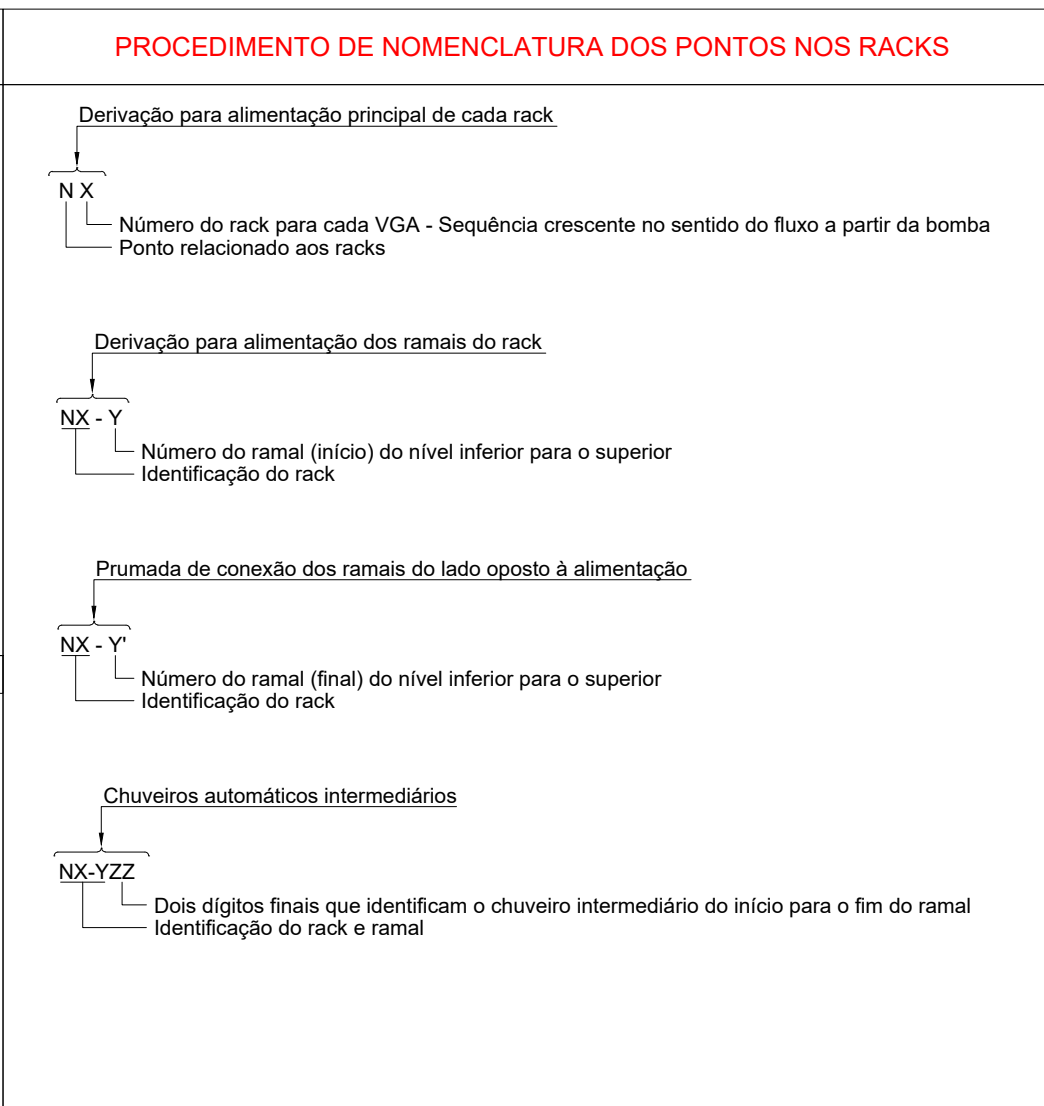 PROCEDIMENTO DE NOMENCLATURA DOS PONTOS NOS RACKS
Derivação para alimentação principal de cada rack
N X
Número do rack para cada VGA - Sequência crescente no sentido do fluxo a partir da bomba
Ponto relacionado aos racks
Derivação para alimentação dos ramais do rack
NX - Y
Número do ramal (início) do nível inferior para o superior
Identificação do rack
Prumada de conexão dos ramais do lado oposto à alimentação
NX - Y'
Número do ramal (final) do nível inferior para o superior
Identificação do rack
Chuveiros automáticos intermediários
NX-YZZ
Dois dígitos finais que identificam o chuveiro intermediário do início para o fim do ramal
Identificação do rack e ramal